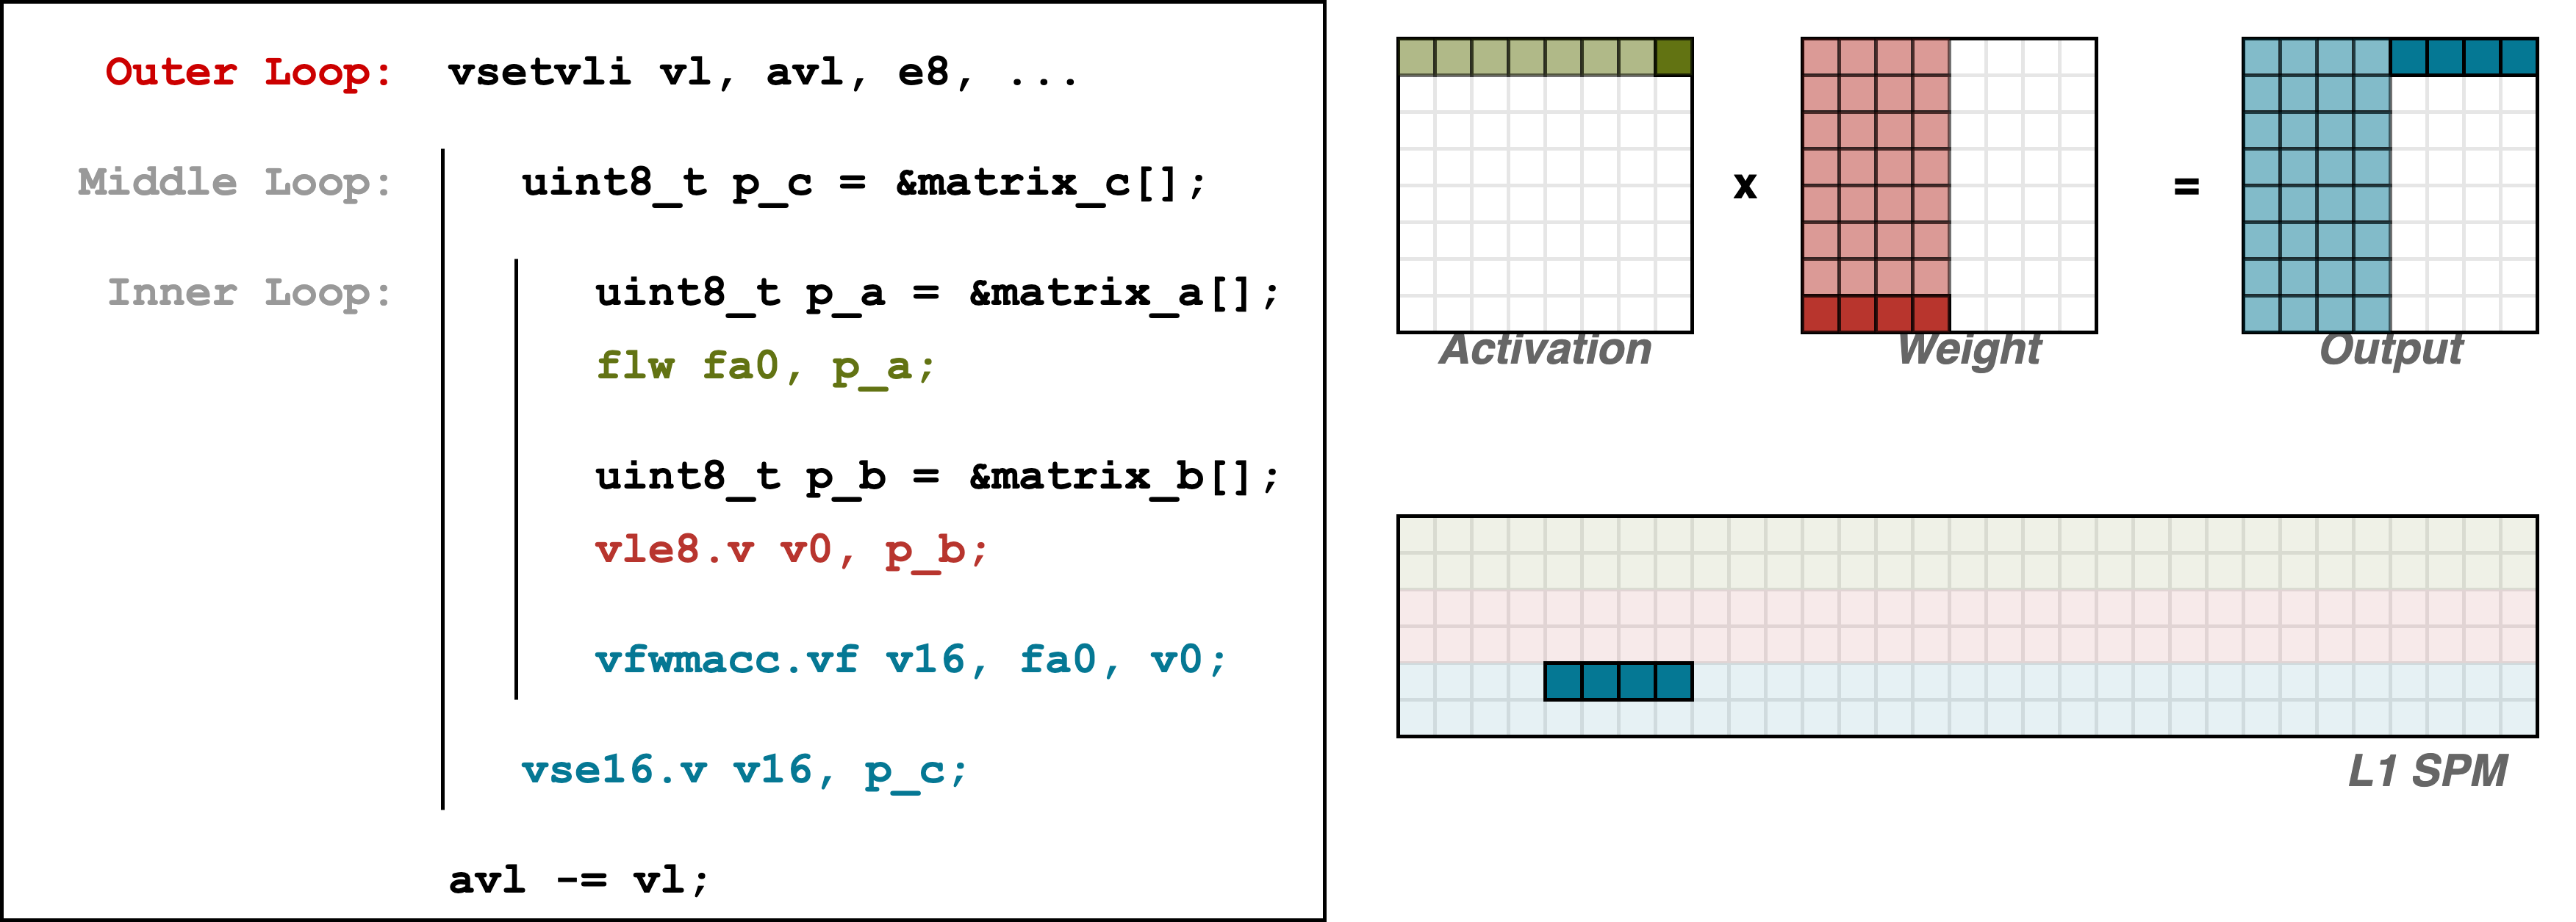 Outer Loop: vsetvli vl, avl, e8, ...
Middle Loop: uint8_t p_c = &matrix_c[];
Inner Loop: uint8_t p_a = &matrix_a[];
flw fa0, p_a;
uint8_t p_b = &matrix_b[];
vle8.v v0, p_b;
vfwmacc.vf v16, fa0, v0;
vse16.v v16, p_c;
avl -= vl;
x
=
Activation
Weight
Output
L1 SPM